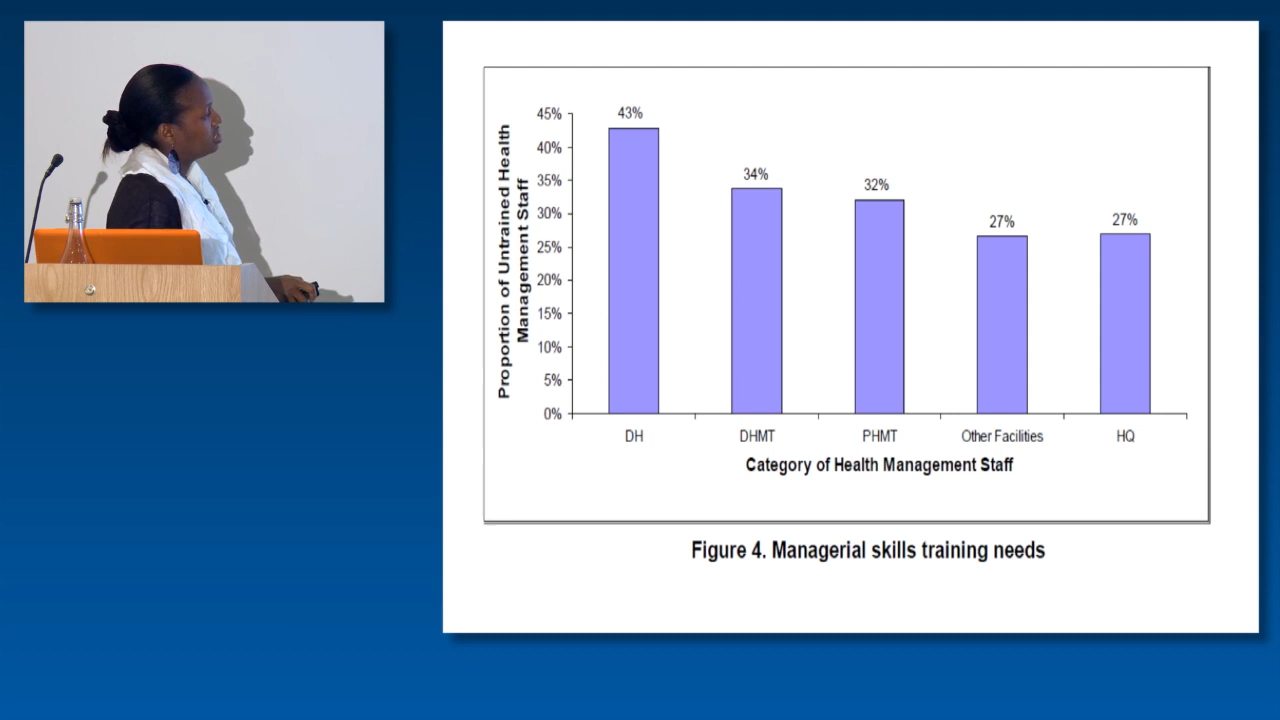 Proportion of Untrained Health
Management Staff
45%
40%
35%
30%
25%
20%
15%
10%
5%
0%
43%
34%
32%
27%
27%
DH
DHMT
PHMT
Other Facilities
HQ
Category of Health Management Staff
Figure 4. Managerial skills training needs